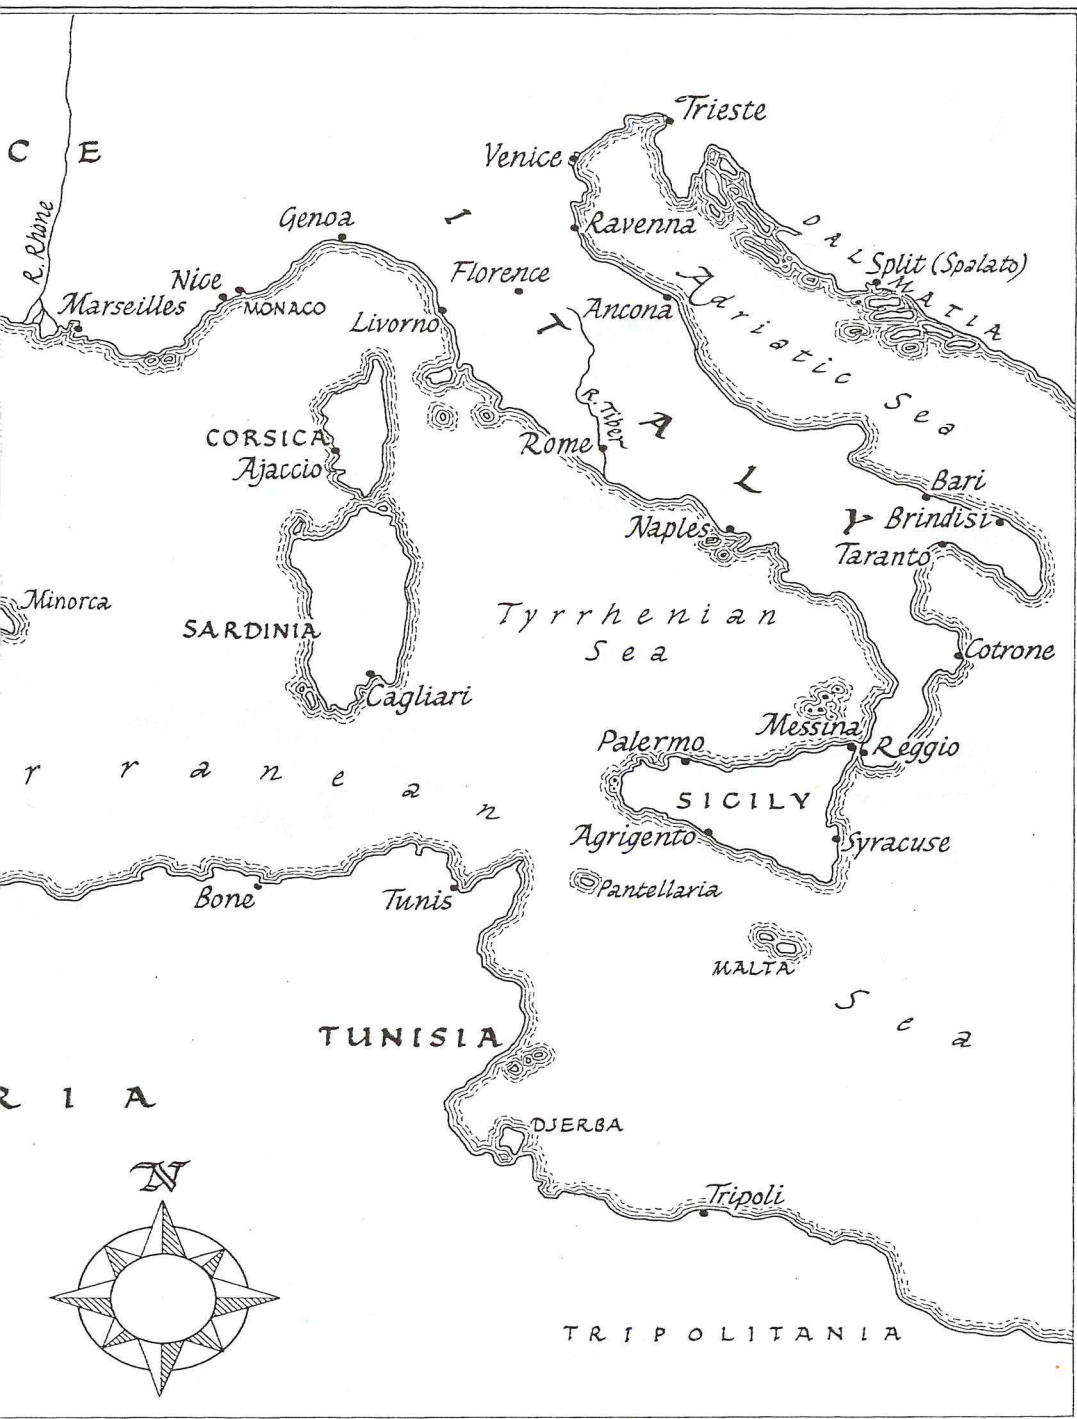 Trieste
C E
Venice
R. Rhone
Genoa
I
Ravenna
DALMATIA
Nice
Florence
Adriatic Sea
Split (Spalato)
Marseilles
MONACO
Livorno
T
Ancona
R. Tiber
A
CORSICA
Ajaccio
Rome
L
Bari
Naples
Y
Brindisi
Taranto
Minorca
SARDINIA
Tyrrhenian
Sea
Cotrone
Cagliari
Messina
Palermo
Reggio
r r a n e a n
SICILY
Agrigento
Syracuse
Bone
Tunis
Pantellaria
MALTA
Sea
TUNISIA
R I A
DJERBA
N
Tripoli
TRIPOLITANIA